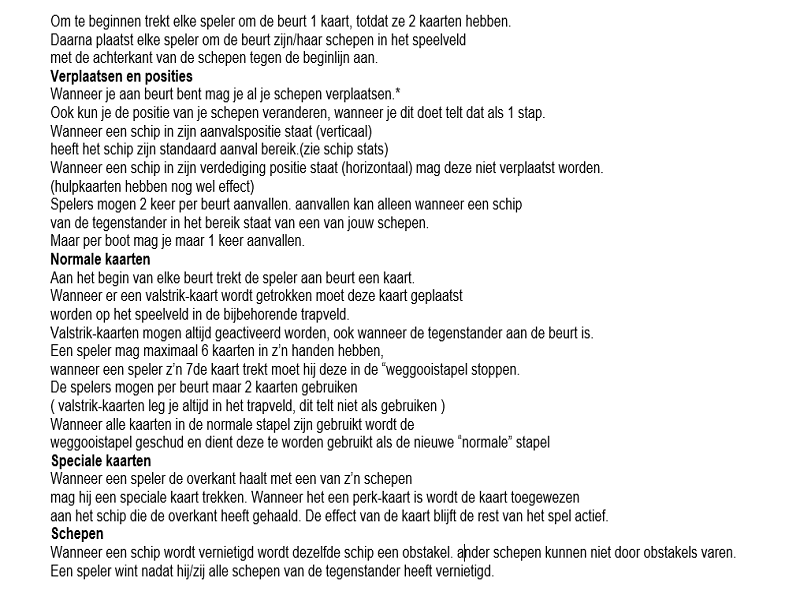 Om te beginnen trekt elke speler om de beurt 1 kaart, totdat ze 2 kaarten hebben.
Daarna plaatst elke speler om de beurt zijn/haar schepen in het speelveld
met de achterkant van de schepen tegen de beginlijn aan.
Verplaatsen en posities
Wanneer je aan beurt bent mag je al je schepen verplaatsen.*
Ook kun je de positie van je schepen veranderen, wanneer je dit doet telt dat als 1 stap.
Wanneer een schip in zijn aanvalspositie staat (verticaal)
heeft het schip zijn standaard aanval bereik.(zie schip stats)
Wanneer een schip in zijn verdediging positie staat (horizontaal) mag deze niet verplaatst worden.
(hulpkaarten hebben nog wel effect)
Spelers mogen 2 keer per beurt aanvallen. aanvallen kan alleen wanneer een schip
van de tegenstander in het bereik staat van een van jouw schepen.
Maar per boot mag je maar 1 keer aanvallen.
Normale kaarten
Aan het begin van elke beurt trekt de speler aan beurt een kaart.
Wanneer er een valstrik-kaart wordt getrokken moet deze kaart geplaatst
worden op het speelveld in de bijbehorende trapveld.
Valstrik-kaarten mogen altijd geactiveerd worden, ook wanneer de tegenstander aan de beurt is.
Een speler mag maximaal 6 kaarten in z’n handen hebben,
wanneer een speler z’n 7de kaart trekt moet hij deze in de “weggooistapel stoppen.
De spelers mogen per beurt maar 2 kaarten gebruiken
( valstrik-kaarten leg je altijd in het trapveld, dit telt niet als gebruiken )
Wanneer alle kaarten in de normale stapel zijn gebruikt wordt de
weggooistapel geschud en dient deze te worden gebruikt als de nieuwe “normale” stapel
Speciale kaarten
Wanneer een speler de overkant haalt met een van z’n schepen
mag hij een speciale kaart trekken. Wanneer het een perk-kaart is wordt de kaart toegewezen
aan het schip die de overkant heeft gehaald. De effect van de kaart blijft de rest van het spel actief.
Schepen
Wanneer een schip wordt vernietigd wordt dezelfde schip een obstakel. ander schepen kunnen niet door obstakels varen.
Een speler wint nadat hij/zij alle schepen van de tegenstander heeft vernietigd.